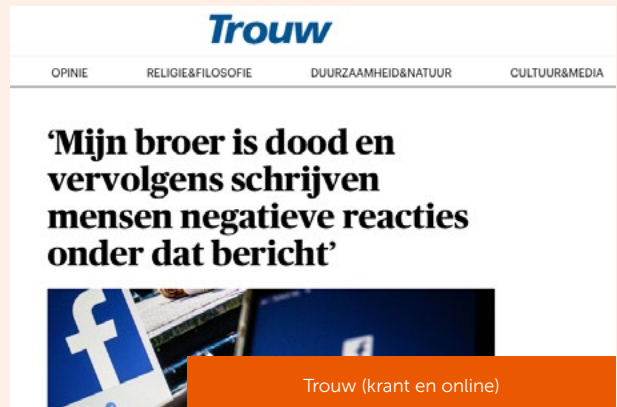 Trouw
OPINIE RELIGIE&FILOSOFIE DUURZAAMHEID&NATUUR CULTUUR&MEDIA
‘Mijn broer is dood en
vervolgens schrijven
mensen negatieve reacties
onder dat bericht’
Trouw (krant en online)